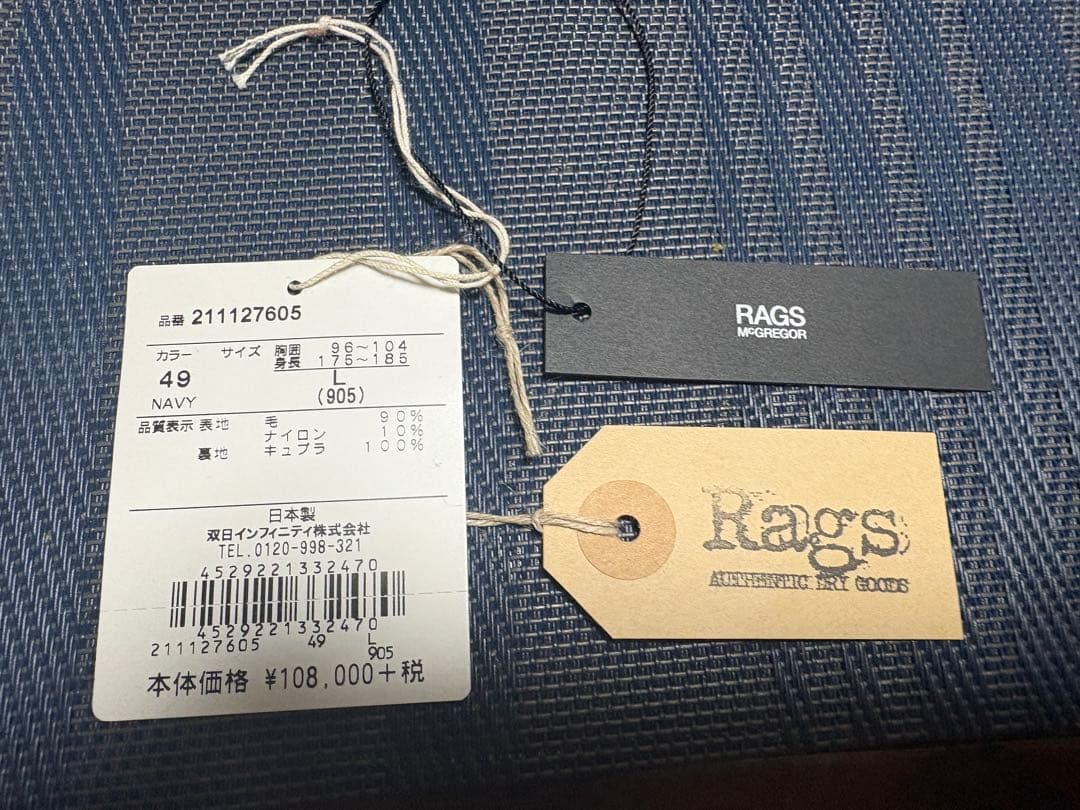 品番 211127605
カラー サイズ 胸囲 96～104
身長 175～185
49 L
NAVY (905)
品質表示 表地 毛 90%
ナイロン 10%
裏地 キュプラ 100%
日本製
双日インフィニティ株式会社
TEL.0120-998-321
4529221332470
4529221332470
211127605 49 L
905
本体価格 ¥108,000+税
RAGS
McGREGOR
Rags
AUTHENTIC DRY GOODS